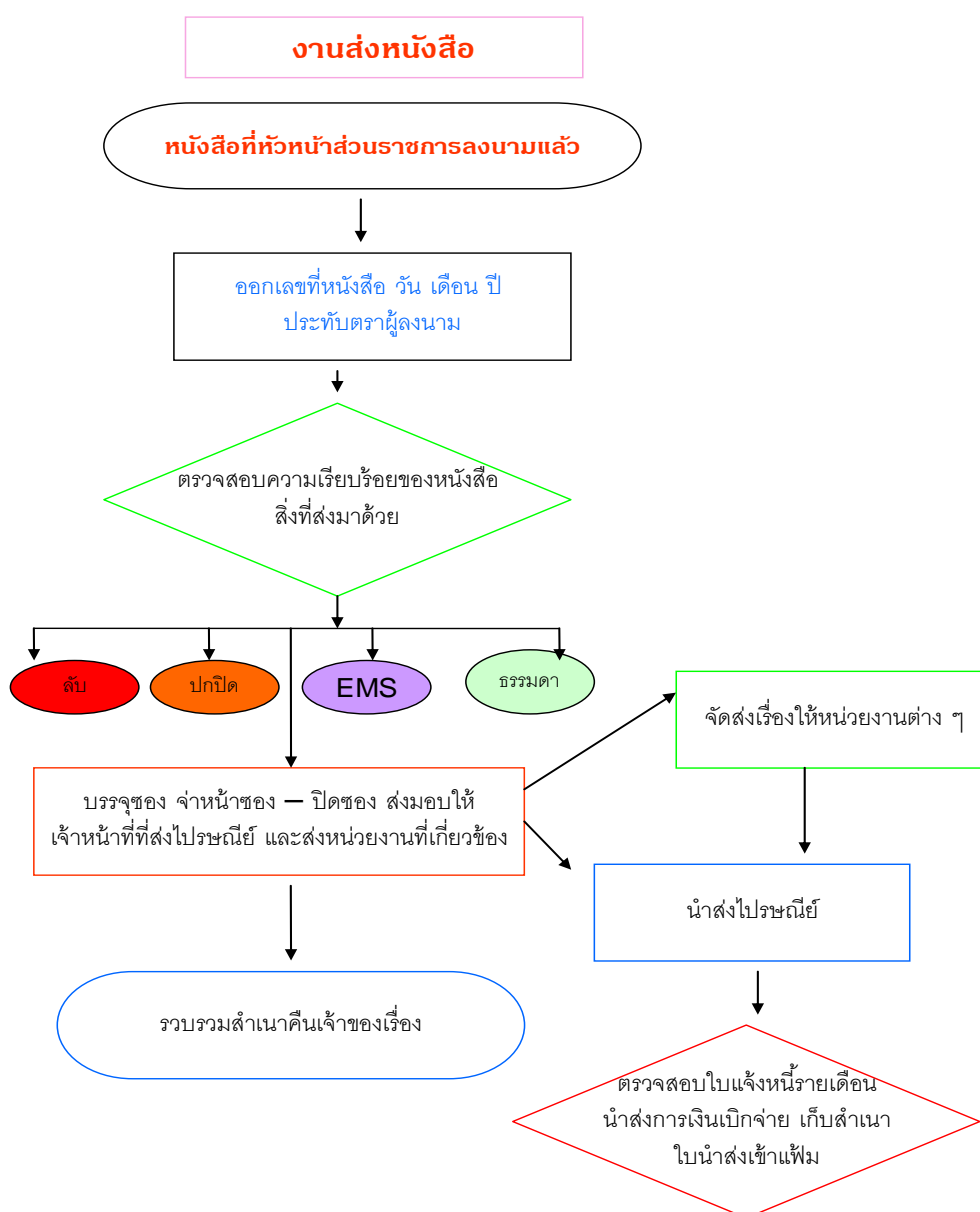 งานส่งหนังสือ
หนังสือที่หัวหน้าส่วนราชการลงนามแล้ว
ออกเลขที่หนังสือ วัน เดือน ปี
ประทับตราผู้ลงนาม
ตรวจสอบความเรียบร้อยของหนังสือ
สิ่งที่ส่งมาด้วย
ลับ
ปกปิด
EMS
ธรรมดา
จัดส่งเรื่องให้หน่วยงานต่าง ๆ
บรรจุซอง จ่าหน้าซอง – ปิดซอง ส่งมอบให้
เจ้าหน้าที่ที่ส่งไปรษณีย์ และส่งหน่วยงานที่เกี่ยวข้อง
นำส่งไปรษณีย์
รวบรวมสำเนาคืนเจ้าของเรื่อง
ตรวจสอบใบแจ้งหนี้รายเดือน
นำส่งการเงินเบิกจ่าย เก็บสำเนา
ใบนำส่งเข้าแฟ้ม